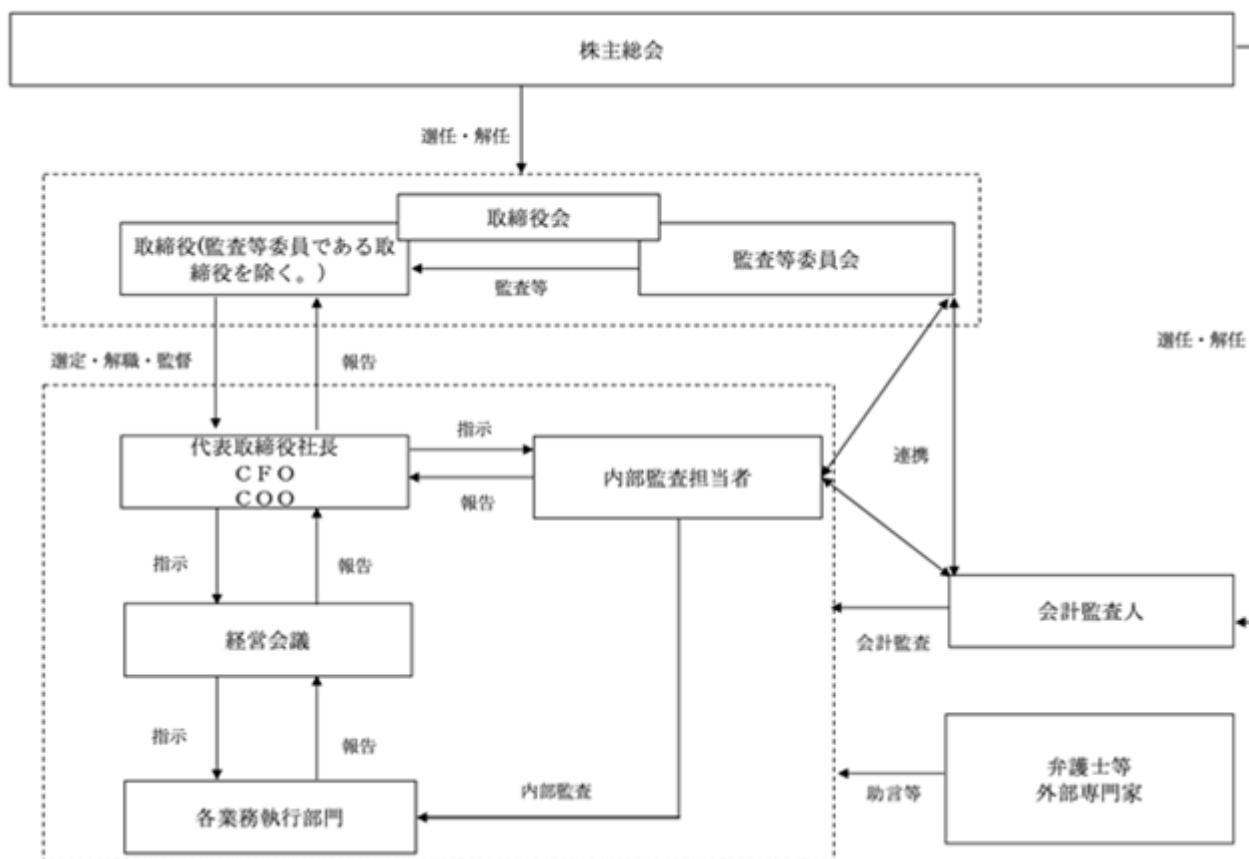 株主総会
選任・解任
取締役会
取締役(監査等委員である取
締役を除く。)
監査等委員会
監査等
選任・解任
選定・解職・監督
報告
代表取締役社長
ＣＦＯ
ＣＯＯ
指示
報告
内部監査担当者
連携
指示
報告
経営会議
会計監査人
会計監査
指示
報告
各業務執行部門
内部監査
弁護士等
外部専門家
助言等